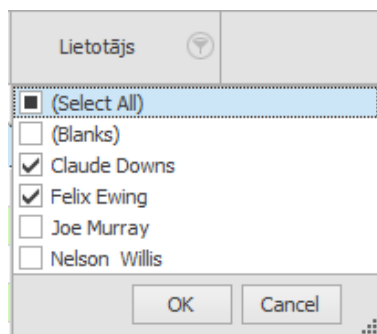 Lietotājs
(Select All)
(Blanks)
Claude Downs
Felix Ewing
Joe Murray
Nelson  Willis
OK Cancel